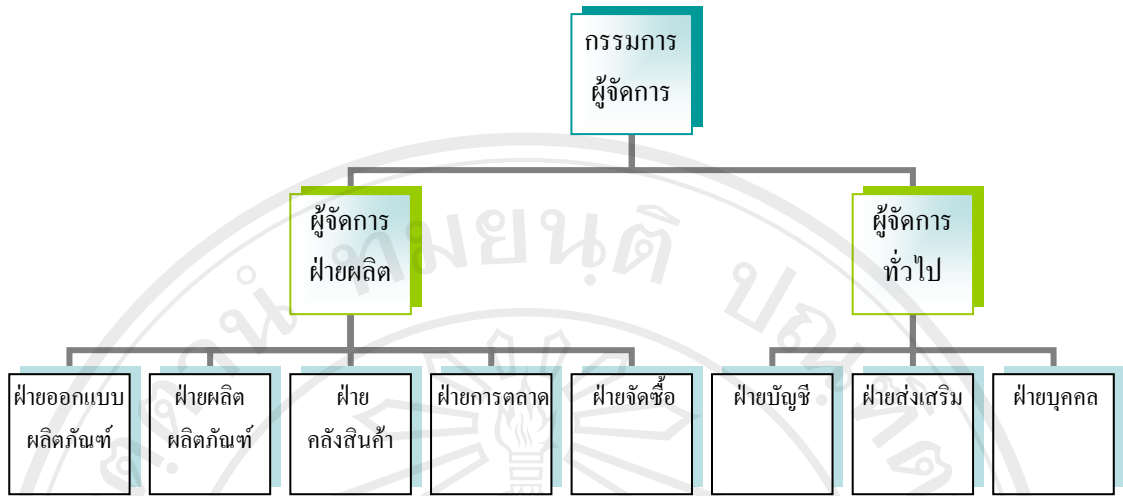 กรรมการ
ผู้จัดการ
ผู้จัดการ
ฝ่ายผลิต
ผู้จัดการ
ทั่วไป
ฝ่ายออกแบบ
ผลิตภัณฑ์
ฝ่ายผลิต
ผลิตภัณฑ์
ฝ่าย
คลังสินค้า
ฝ่ายการตลาด
ฝ่ายจัดซื้อ
ฝ่ายบัญชี
ฝ่ายส่งเสริม
ฝ่ายบุคคล